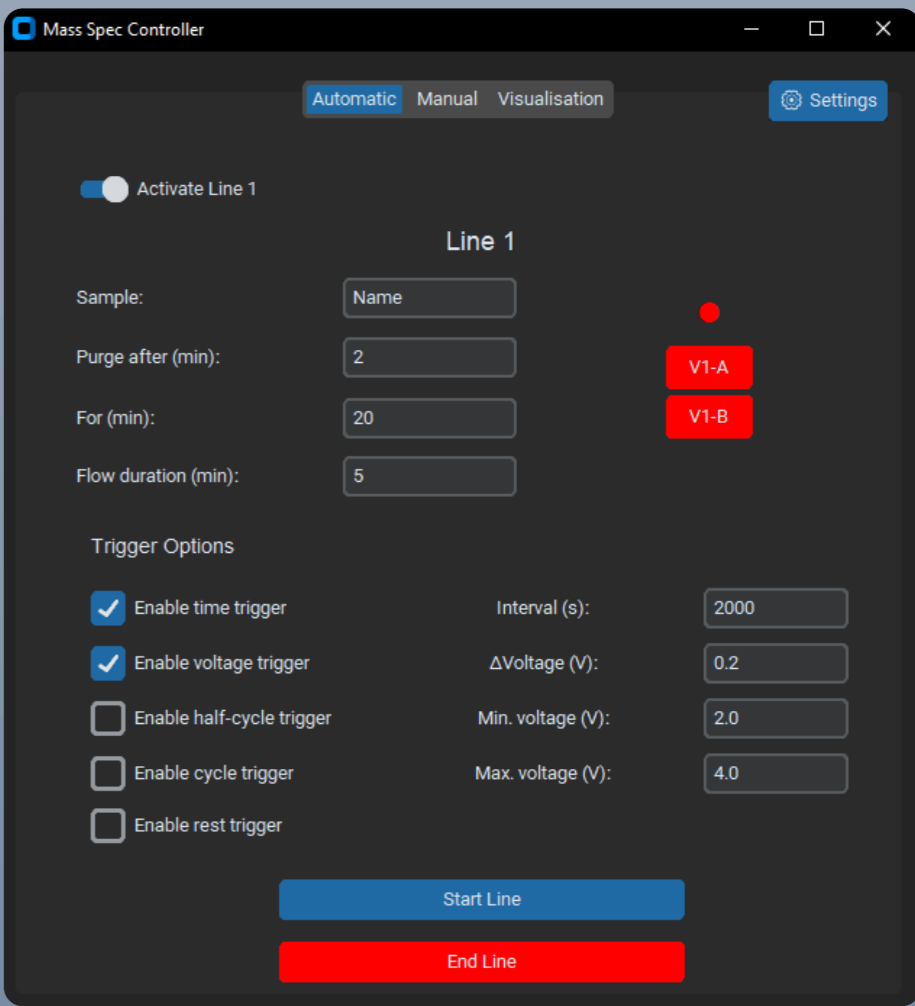 Mass Spec Controller
Automatic Manual Visualisation
Settings
Activate Line 1
Line 1
Sample: Name
Purge after (min): 2
V1-A
For (min): 20
V1-B
Flow duration (min): 5
Trigger Options
Enable time trigger Interval (s): 2000
Enable voltage trigger ΔVoltage (V): 0.2
Enable half-cycle trigger Min. voltage (V): 2.0
Enable cycle trigger Max. voltage (V): 4.0
Enable rest trigger
Start Line
End Line